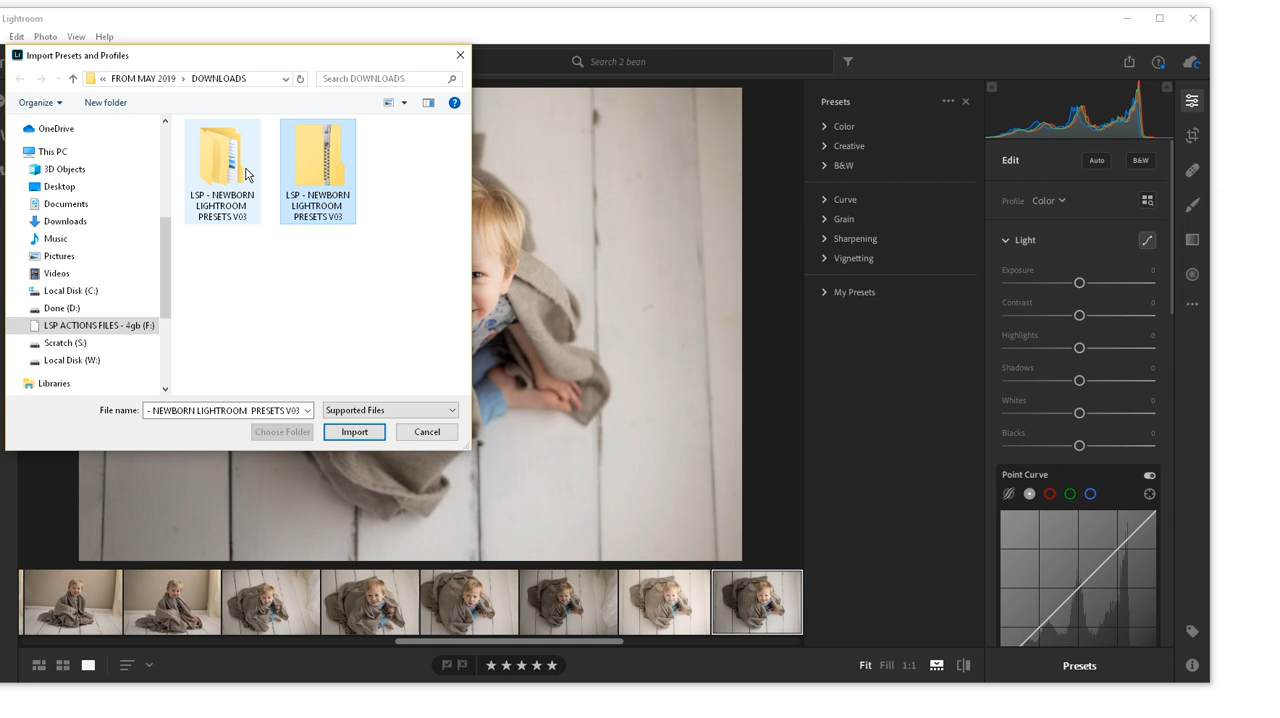 Lightroom
Edit Photo View Help
Lr Import Presets and Profiles
« FROM MAY 2019 › DOWNLOADS
Search DOWNLOADS
Organize
New folder
OneDrive
This PC
3D Objects
Desktop
Documents
Downloads
Music
Pictures
Videos
Local Disk (C:)
Done (D:)
LSP ACTIONS FILES - 4gb (F:)
Scratch (S:)
Local Disk (W:)
Libraries
LSP - NEWBORN
LIGHTROOM
PRESETS V03
LSP - NEWBORN
LIGHTROOM
PRESETS V03
File name:
- NEWBORN LIGHTROOM PRESETS V03
Supported Files
Choose Folder
Import
Cancel
Search 2 bean
Presets
Color
Creative
B&W
Curve
Grain
Sharpening
Vignetting
My Presets
Edit
Auto
B&W
Profile Color
Light
Exposure 0
Contrast 0
Highlights 0
Shadows 0
Whites 0
Blacks 0
Point Curve
Fit Fill 1:1
Presets